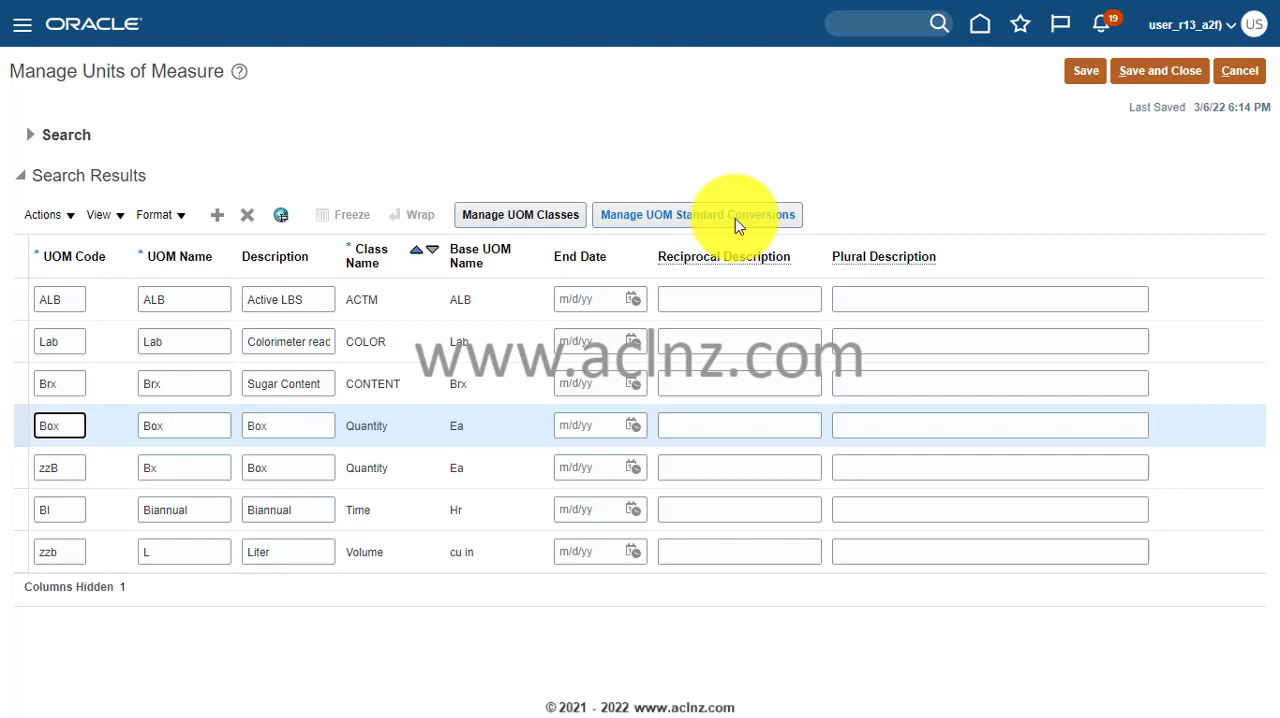 ORACLE
19
user_r13_a2f)
US
Manage Units of Measure ?
Save
Save and Close
Cancel
Last Saved 3/6/22 6:14 PM
Search
Search Results
Actions View Format Freeze Wrap Manage UOM Classes Manage UOM Standard Conversions
* UOM Code * UOM Name Description * Class Name Base UOM Name End Date Reciprocal Description Plural Description
ALB ALB Active LBS ACTM ALB m/d/yy
Lab Lab Colorimeter read COLOR Lab m/d/yy
www.aclnz.com
Brx Brx Sugar Content CONTENT Brx m/d/yy
Box Box Box Quantity Ea m/d/yy
zzB Bx Box Quantity Ea m/d/yy
BI Biannual Biannual Time Hr m/d/yy
zzb L Liter Volume cu in m/d/yy
Columns Hidden 1
© 2021 - 2022 www.aclnz.com